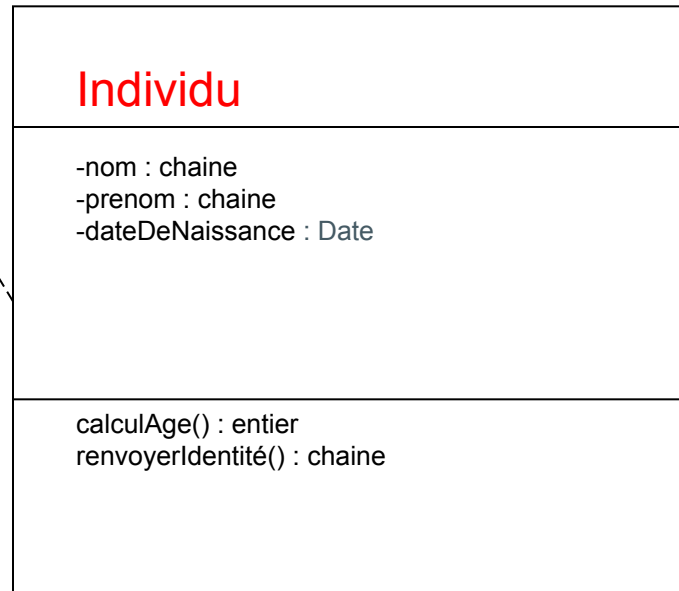 Individu
-nom : chaine
-prenom : chaine
-dateDeNaissance : Date
calculAge() : entier
renvoyerIdentité() : chaine